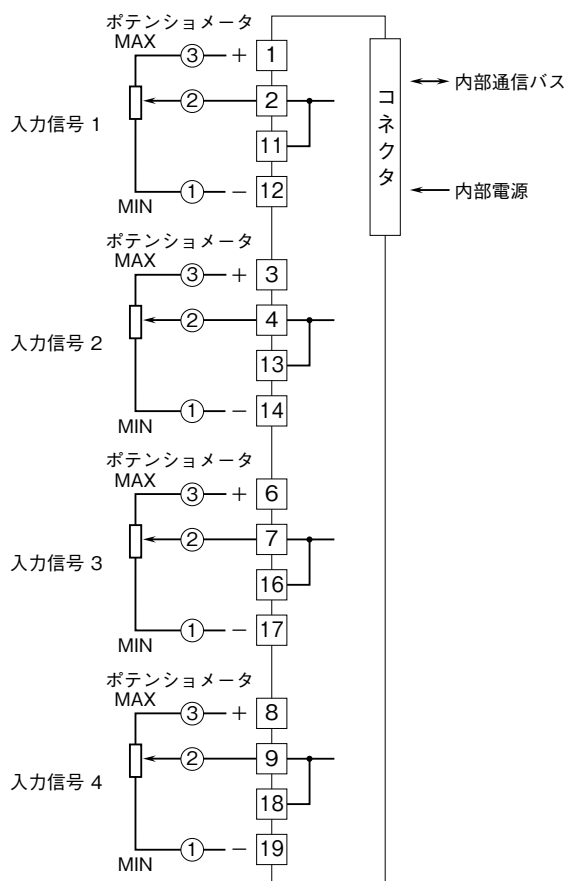 ポテンショメータ
MAX
③ + 1
② 2
入力信号 1
11
① − 12
MIN
ポテンショメータ
MAX
③ + 3
② 4
入力信号 2
13
① − 14
MIN
ポテンショメータ
MAX
③ + 6
② 7
入力信号 3
16
① − 17
MIN
ポテンショメータ
MAX
③ + 8
② 9
入力信号 4
18
① − 19
MIN
コネクタ
内部通信バス
内部電源